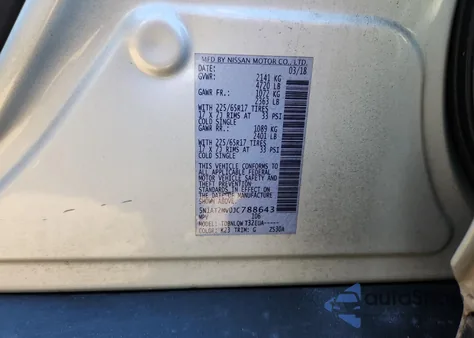 MFD BY NISSAN MOTOR CO., LTD.
DATE: 03/18
GVWR: 2141 KG
4720 LB
GAWR FR.: 1072 KG
2363 LB
WITH 225/65R17 TIRES
17 X 7J RIMS AT 33 PSI
COLD SINGLE
GAWR RR.: 1089 KG
2401 LB
WITH 225/65R17 TIRES
17 X 7J RIMS AT 33 PSI
COLD SINGLE
THIS VEHICLE CONFORMS TO
ALL APPLICABLE FEDERAL
MOTOR VEHICLE SAFETY AND
THEFT PREVENTION
STANDARDS IN EFFECT ON
THE DATE OF MANUFACTURE
SHOWN ABOVE.
5N1AT2MV0JC788643
MPV 106
MODEL:
COLOR: K23 TRIM: G